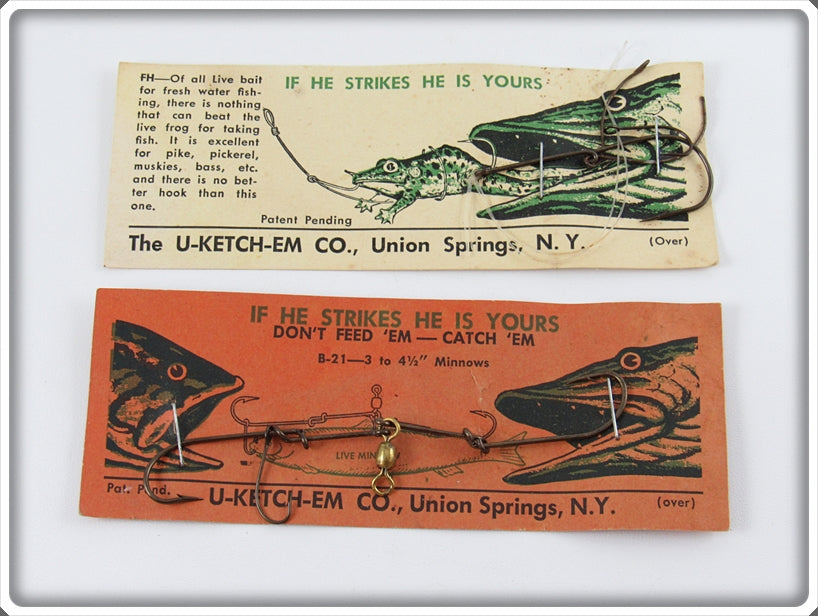 FH—Of all Live bait
for fresh water fish-
ing, there is nothing
that can beat the
live frog for taking
fish. It is excellent
for pike, pickerel,
muskies, bass, etc.
and there is no bet-
ter hook than this
one.
IF HE STRIKES HE IS YOURS
Patent Pending
The U-KETCH-EM CO., Union Springs, N. Y.
(Over)
IF HE STRIKES HE IS YOURS
DON'T FEED 'EM — CATCH 'EM
B-21—3 to 4½" Minnows
LIVE
Pat. Pend.
U-KETCH-EM CO., Union Springs, N.Y.
(over)